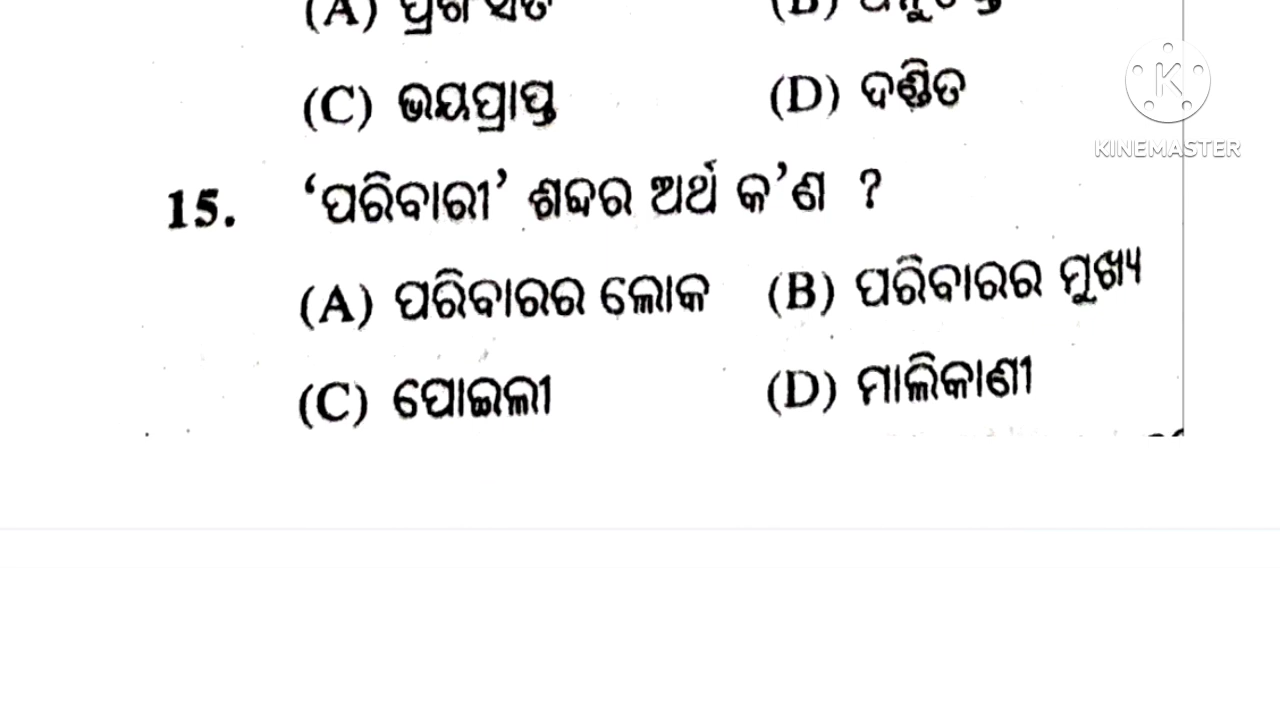 (A)
(B)
(C) ଭୟପ୍ରାପ୍ତ (D) ଦଣ୍ଡିତ
KINEMASTER
15. ‘ପରିବାରୀ’ ଶବ୍ଦର ଅର୍ଥ କ’ଣ ?
(A) ପରିବାରର ଲୋକ (B) ପରିବାରର ମୁଖ୍ୟ
(C) ପୋଇଲୀ (D) ମାଲିକାଣୀ